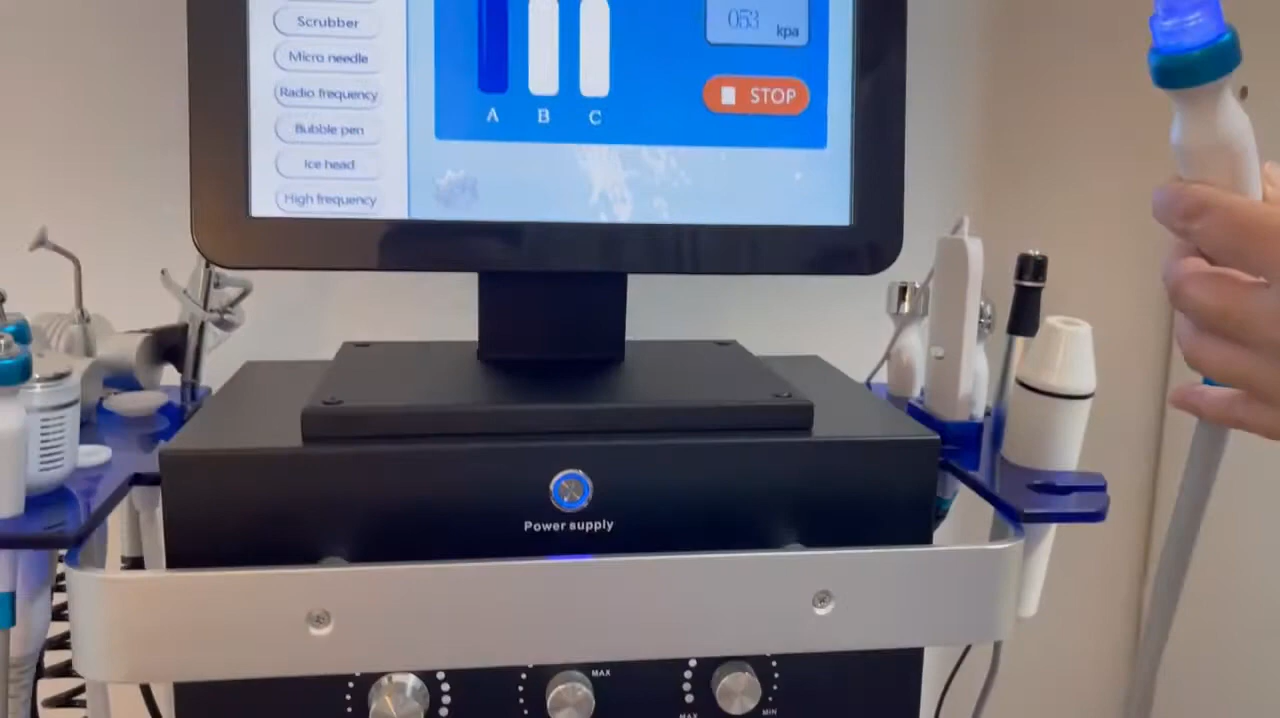 Scrubber
Micro needle
Radio frequency
Bubble pen
Ice head
High frequency
A B C
053
kpa
STOP
Power supply
MAX
MAX
MIN